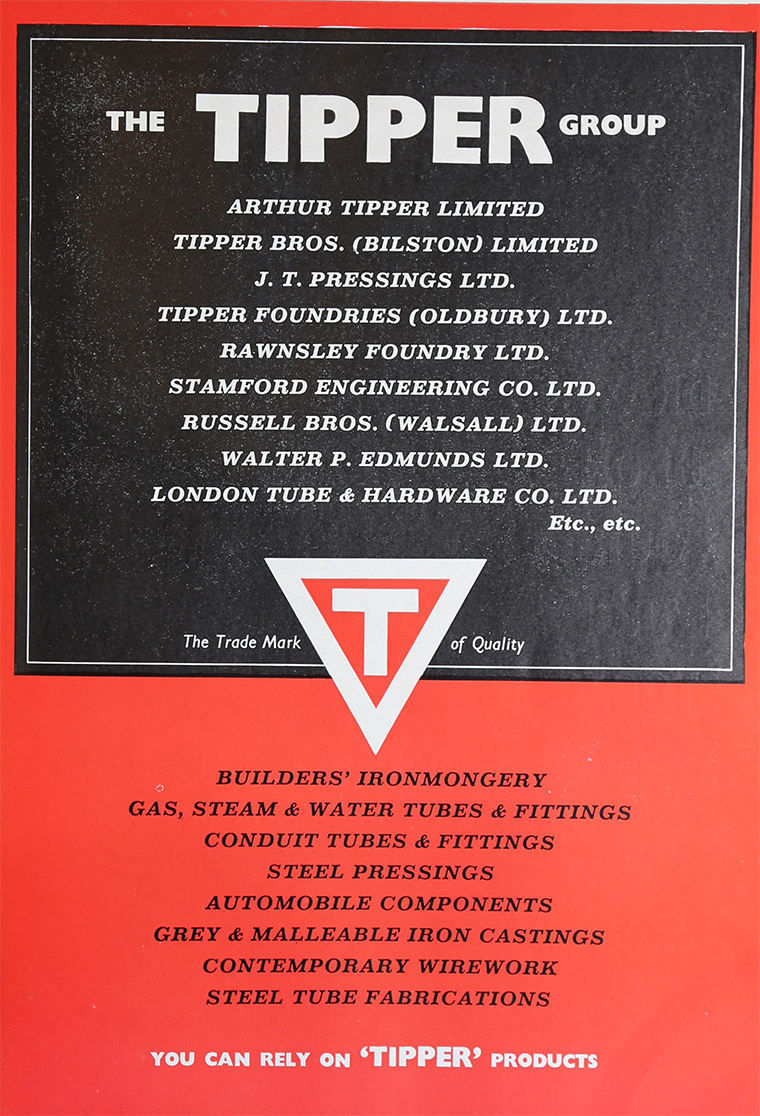 THE TIPPER GROUP
ARTHUR TIPPER LIMITED
TIPPER BROS. (BILSTON) LIMITED
J. T. PRESSINGS LTD.
TIPPER FOUNDRIES (OLDBURY) LTD.
RAWNSLEY FOUNDRY LTD.
STAMFORD ENGINEERING CO. LTD.
RUSSELL BROS. (WALSALL) LTD.
WALTER P. EDMUNDS LTD.
LONDON TUBE & HARDWARE CO. LTD.
Etc., etc.
T
The Trade Mark of Quality
BUILDERS' IRONMONGERY
GAS, STEAM & WATER TUBES & FITTINGS
CONDUIT TUBES & FITTINGS
STEEL PRESSINGS
AUTOMOBILE COMPONENTS
GREY & MALLEABLE IRON CASTINGS
CONTEMPORARY WIREWORK
STEEL TUBE FABRICATIONS
YOU CAN RELY ON 'TIPPER' PRODUCTS